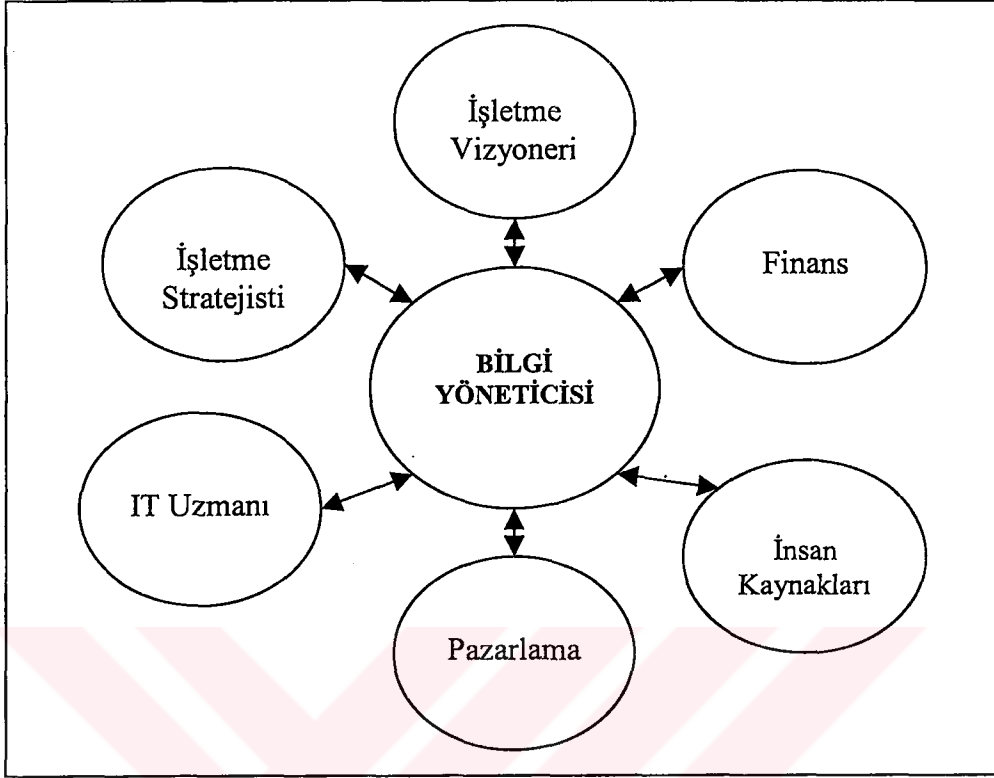 İşletme
Vizyoneri
İşletme
Stratejisti
Finans
BİLGİ
YÖNETİCİSİ
IT Uzmanı
İnsan
Kaynakları
Pazarlama